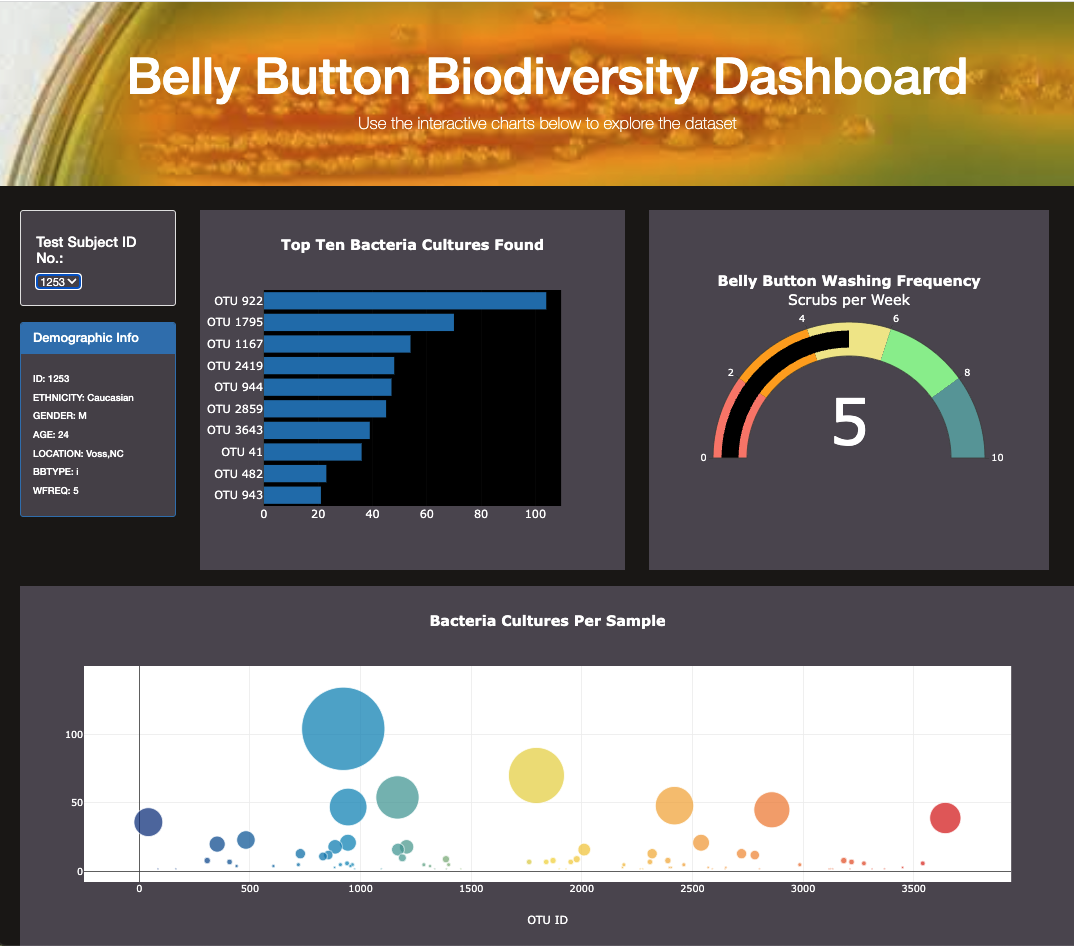 Belly Button Biodiversity Dashboard
Use the interactive charts below to explore the dataset
Test Subject ID
No.:
1253
Demographic Info
ID: 1253
ETHNICITY: Caucasian
GENDER: M
AGE: 24
LOCATION: Voss,NC
BBTYPE: i
WFREQ: 5
Top Ten Bacteria Cultures Found
OTU 922
OTU 1795
OTU 1167
OTU 2419
OTU 944
OTU 2859
OTU 3643
OTU 41
OTU 482
OTU 943
0 20 40 60 80 100
Belly Button Washing Frequency
Scrubs per Week
0
2
4
6
8
10
5
Bacteria Cultures Per Sample
100
50
0
0 500 1000 1500 2000 2500 3000 3500
OTU ID